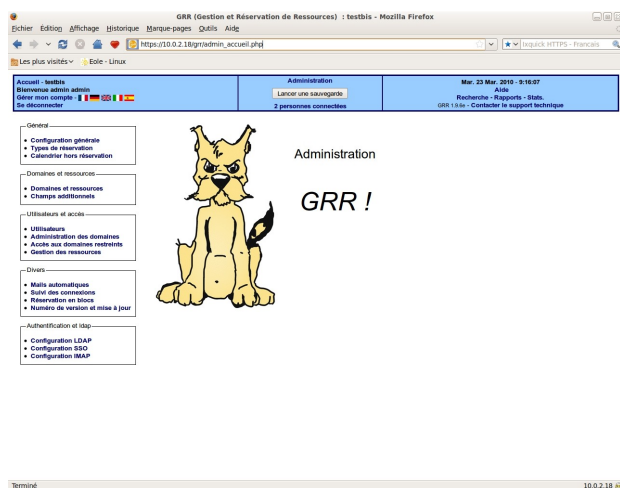 GRR (Gestion et Réservation de Ressources) : testbis - Mozilla Firefox
Fichier Édition Affichage Historique Marque-pages Outils Aide
https://10.0.2.18/grr/admin_accueil.php
Ixquick HTTPS - Francais
Les plus visités
Eole - Linux
Accueil - testbis
Bienvenue admin admin
Gérer mon compte -
Se déconnecter
Administration
Lancer une sauvegarde
2 personnes connectées
Mar. 23 Mar. 2010 - 9:16:07
Aide
Recherche - Rapports - Stats.
GRR 1.9.6e - Contacter le support technique
Général
Configuration générale
Types de réservation
Calendrier hors réservation
Domaines et ressources
Domaines et ressources
Champs additionnels
Utilisateurs et accès
Utilisateurs
Administration des domaines
Accès aux domaines restreints
Gestion des ressources
Divers
Mails automatiques
Suivi des connexions
Réservation en blocs
Numéro de version et mise à jour
Authentification et ldap
Configuration LDAP
Configuration SSO
Configuration IMAP
Administration
GRR !
Terminé
10.0.2.18